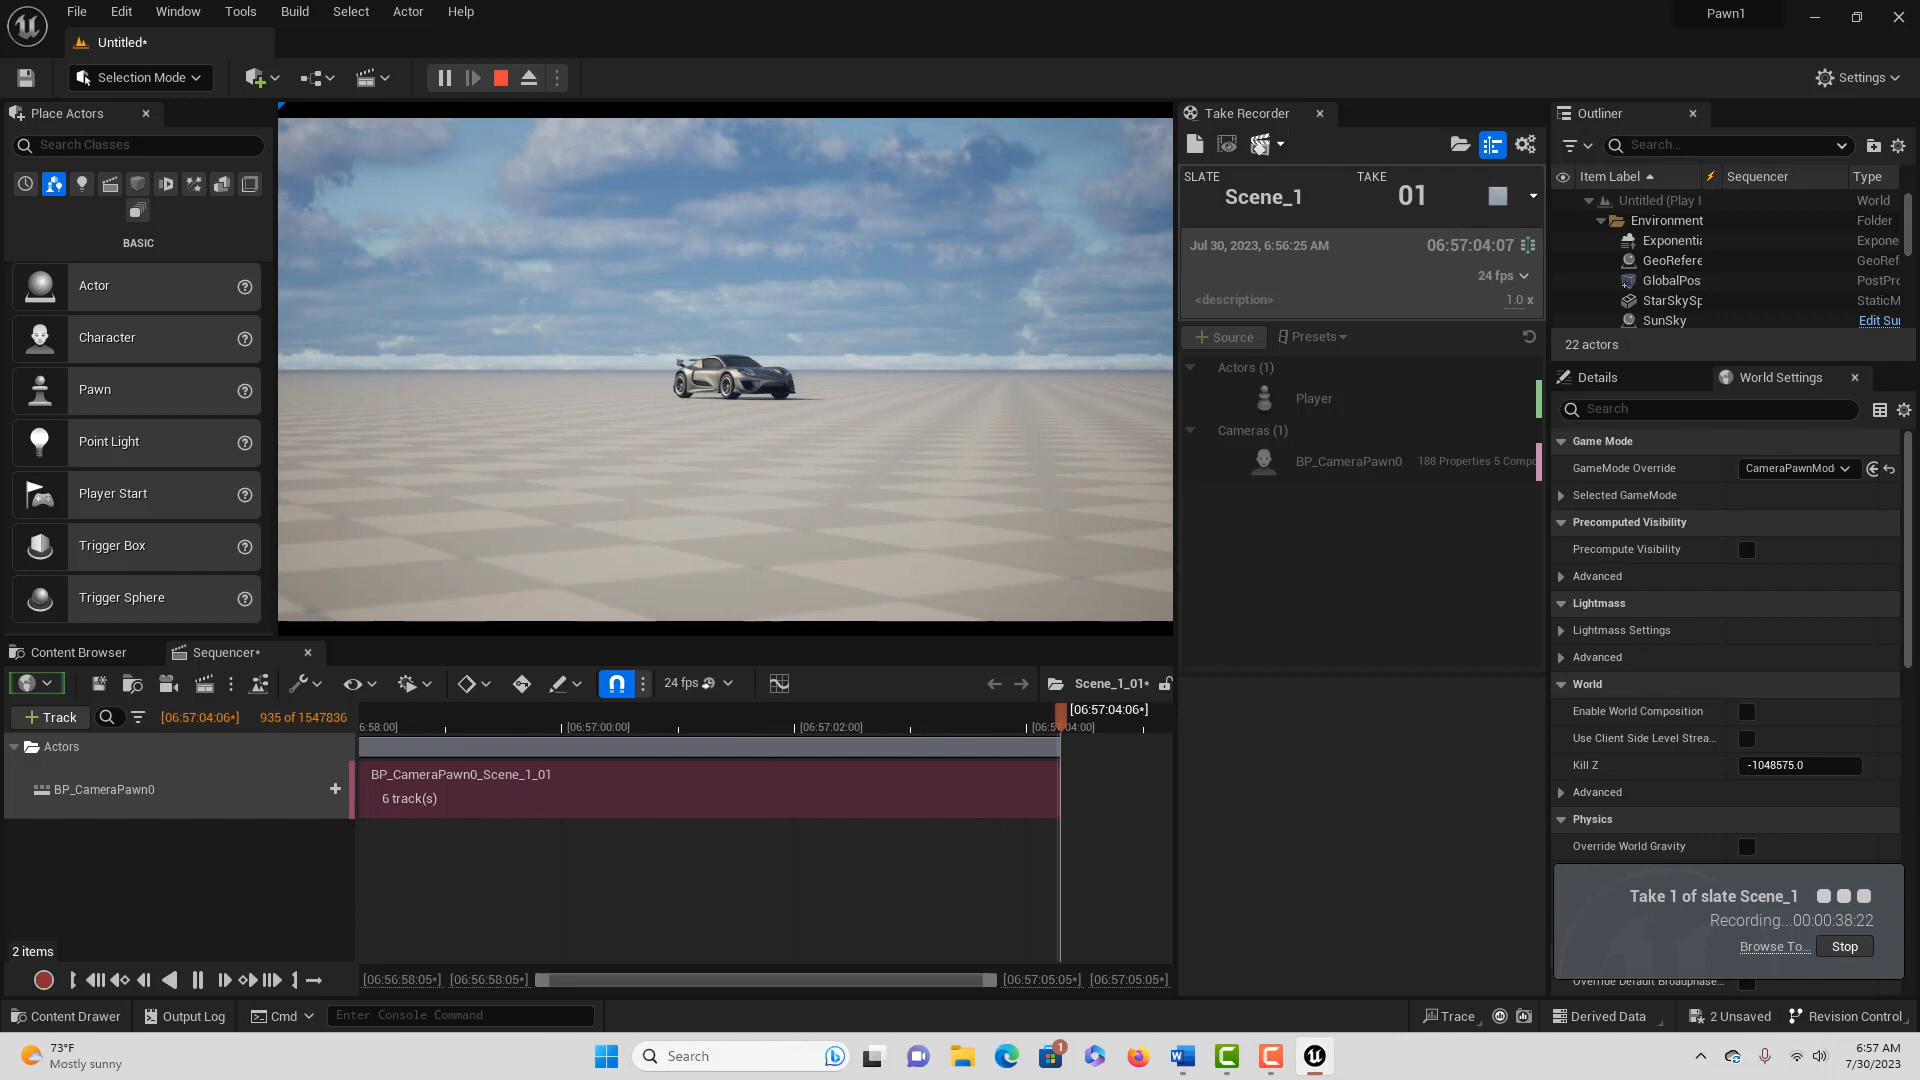 File Edit Window Tools Build Select Actor Help
Pawn1
Untitled*
Selection Mode
Settings
Place Actors
Search Classes
BASIC
Actor
Character
Pawn
Point Light
Player Start
Trigger Box
Trigger Sphere
Take Recorder
SLATE
Scene_1
TAKE
01
Jul 30, 2023, 6:56:25 AM
06:57:04:07
24 fps
<description>
1.0 x
Source
Presets
Actors (1)
Player
Cameras (1)
BP_CameraPawn0
188 Properties 5 Compo
Outliner
Search...
Item Label
Sequencer
Type
Untitled (Play I
World
Environment
Folder
Exponentia
Expone
GeoRefere
GeoRef
GlobalPos
PostPro
StarSkySp
StaticM
SunSky
Edit Sun
22 actors
Details
World Settings
Search
Game Mode
GameMode Override
CameraPawnMod
Selected GameMode
Precomputed Visibility
Precompute Visibility
Advanced
Lightmass
Lightmass Settings
Advanced
World
Enable World Composition
Use Client Side Level Strea...
Kill Z
-1048575.0
Advanced
Physics
Override World Gravity
Override Default Broadphase...
Take 1 of slate Scene_1
Recording...00:00:38:22
Browse To...
Stop
Content Browser
Sequencer*
24 fps
Scene_1_01*
Track
[06:57:04:06*]
935 of 1547836
6:58:00]
[06:57:00:00]
[06:57:02:00]
[06:57:04:00]
[06:57:04:06*]
Actors
BP_CameraPawn0
BP_CameraPawn0_Scene_1_01
6 track(s)
2 items
[06:56:58:05*]
[06:56:58:05*]
[06:57:05:05*]
[06:57:05:05*]
Content Drawer
Output Log
Cmd
Enter Console Command
Trace
Derived Data
2 Unsaved
Revision Control
73°F
Mostly sunny
Search
1
6:57 AM
7/30/2023